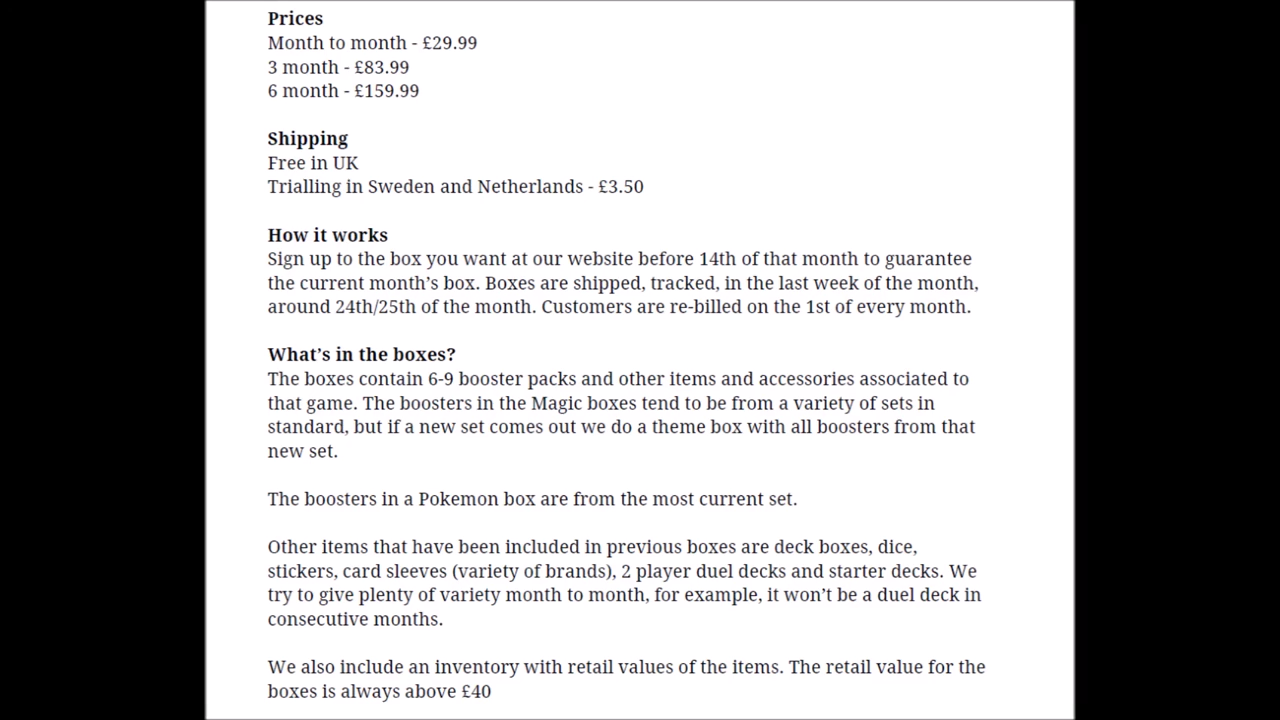 Prices
Month to month - £29.99
3 month - £83.99
6 month - £159.99
Shipping
Free in UK
Trialling in Sweden and Netherlands - £3.50
How it works
Sign up to the box you want at our website before 14th of that month to guarantee
the current month’s box. Boxes are shipped, tracked, in the last week of the month,
around 24th/25th of the month. Customers are re-billed on the 1st of every month.
What’s in the boxes?
The boxes contain 6-9 booster packs and other items and accessories associated to
that game. The boosters in the Magic boxes tend to be from a variety of sets in
standard, but if a new set comes out we do a theme box with all boosters from that
new set.
The boosters in a Pokemon box are from the most current set.
Other items that have been included in previous boxes are deck boxes, dice,
stickers, card sleeves (variety of brands), 2 player duel decks and starter decks. We
try to give plenty of variety month to month, for example, it won’t be a duel deck in
consecutive months.
We also include an inventory with retail values of the items. The retail value for the
boxes is always above £40